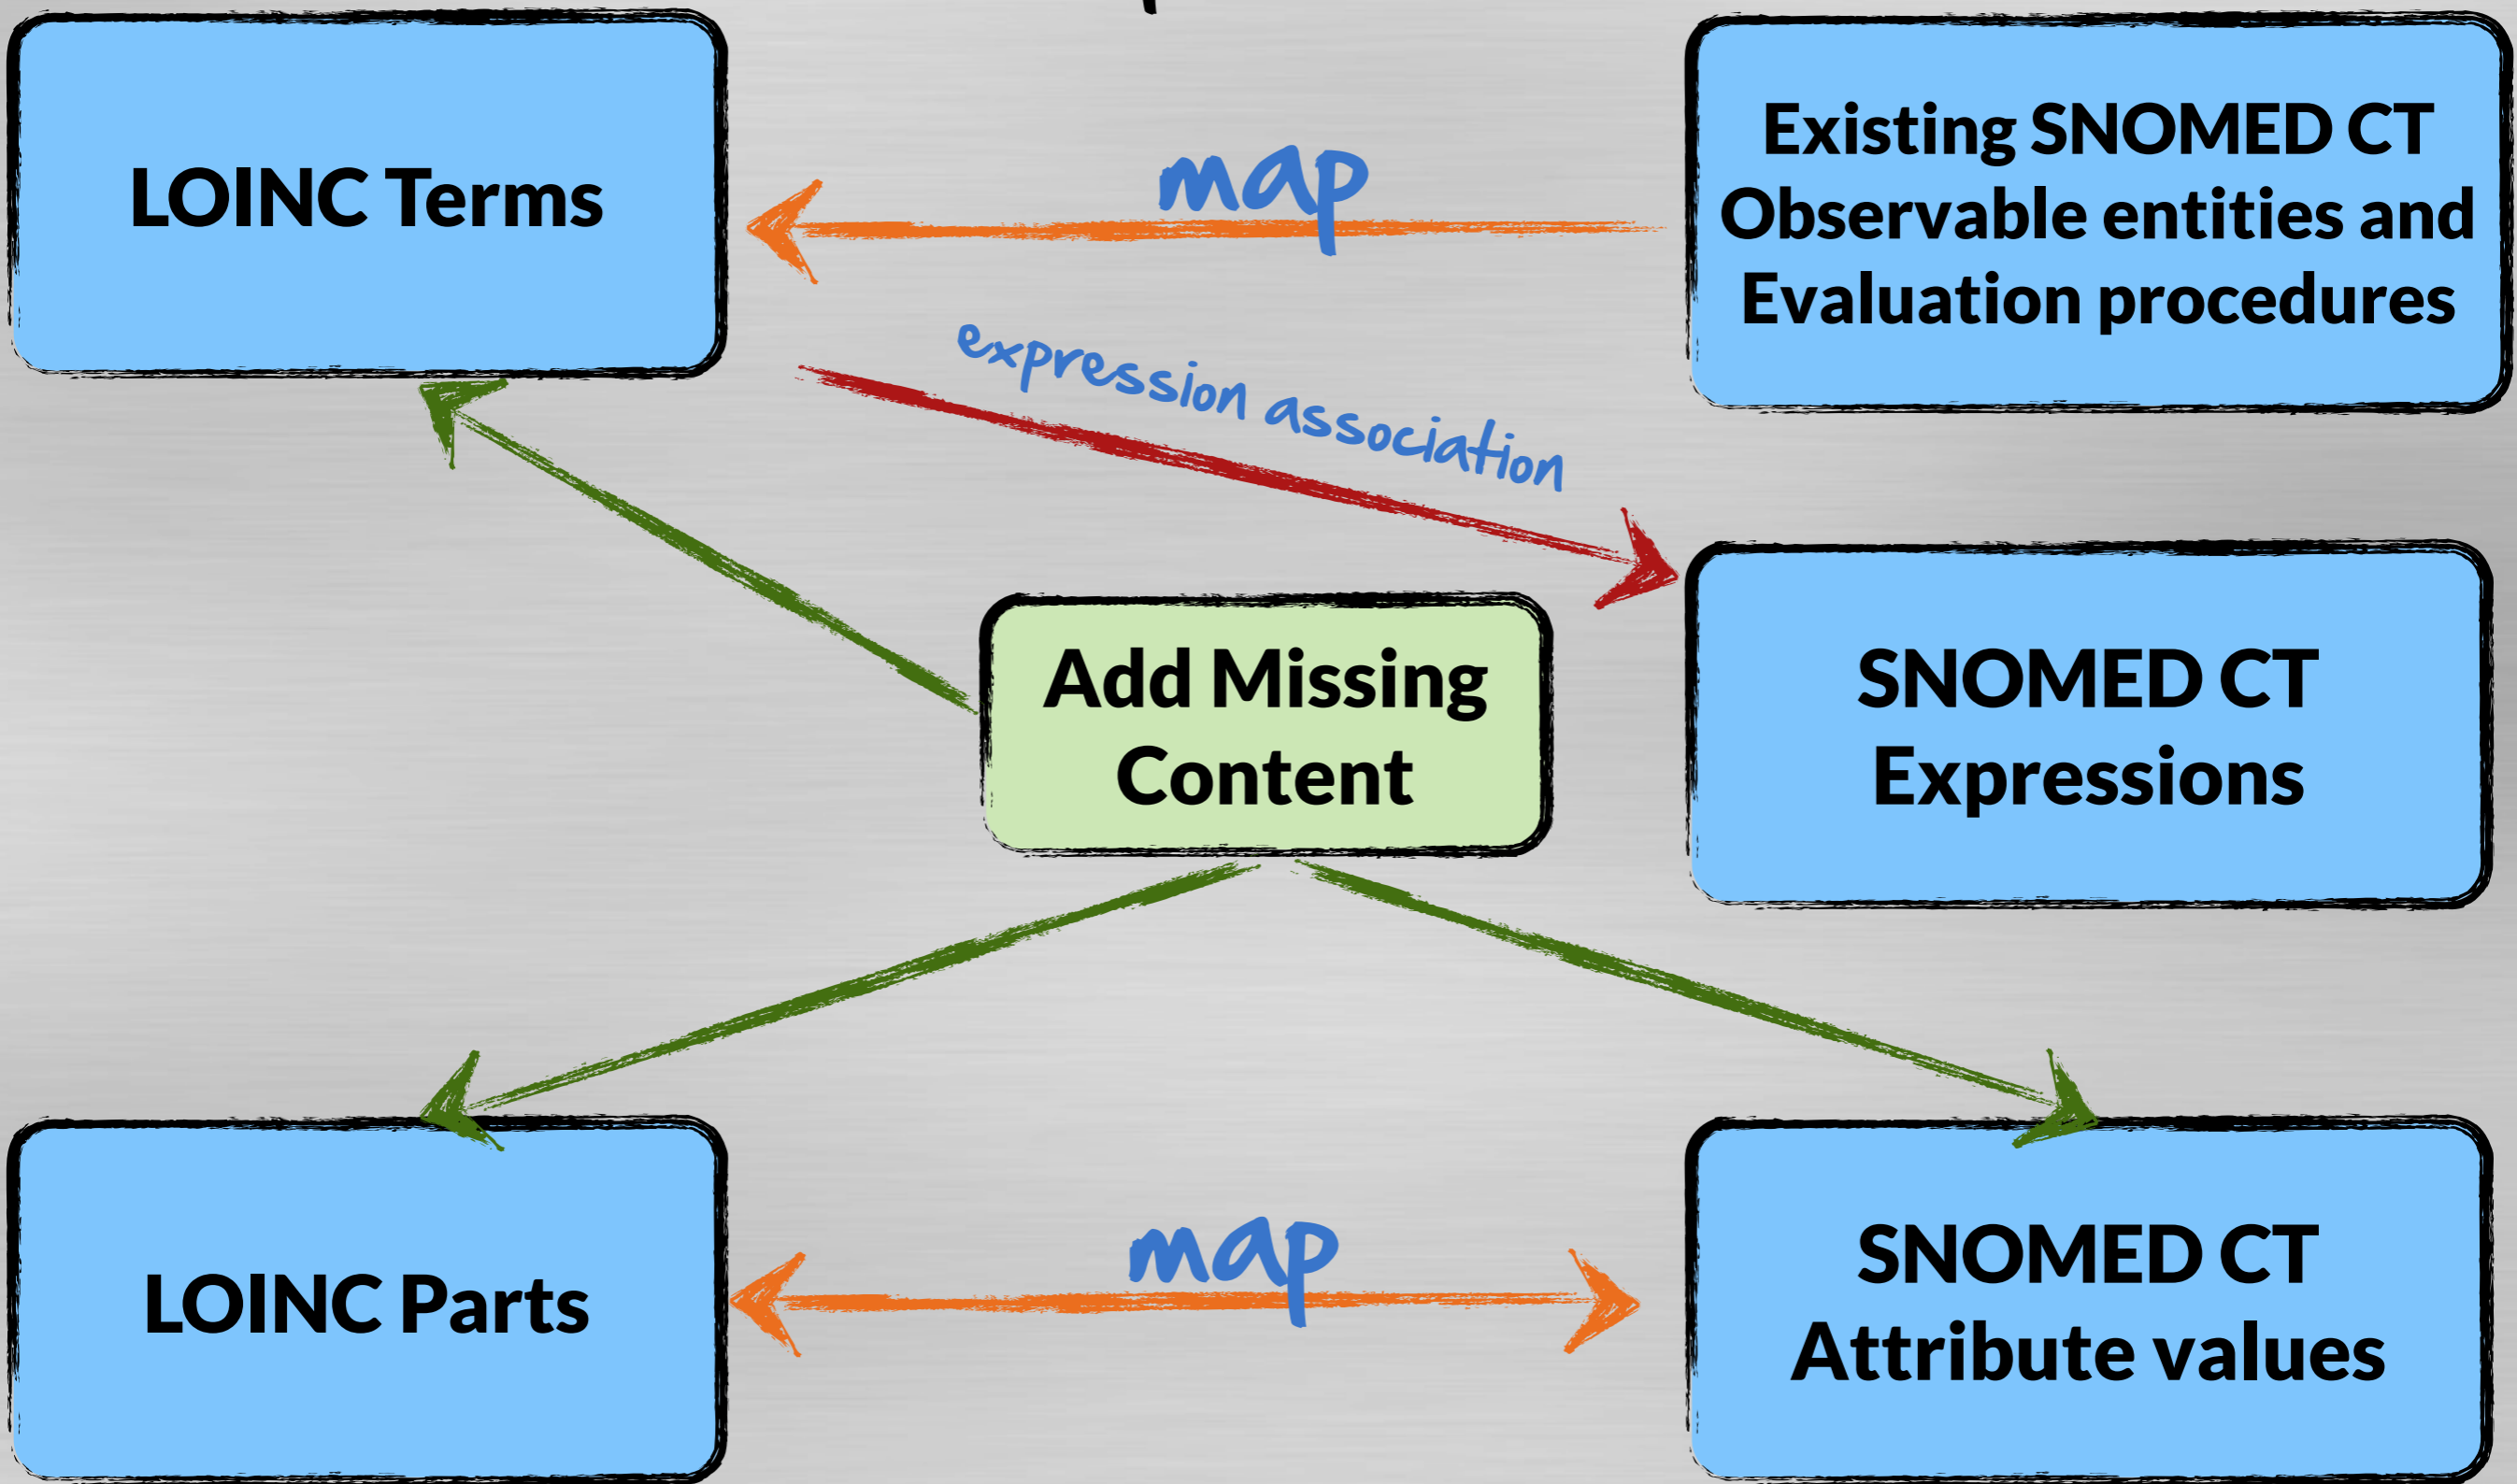 LOINC Terms
map
Existing SNOMED CT
Observable entities and
Evaluation procedures
expression association
Add Missing
Content
SNOMED CT
Expressions
LOINC Parts
map
SNOMED CT
Attribute values